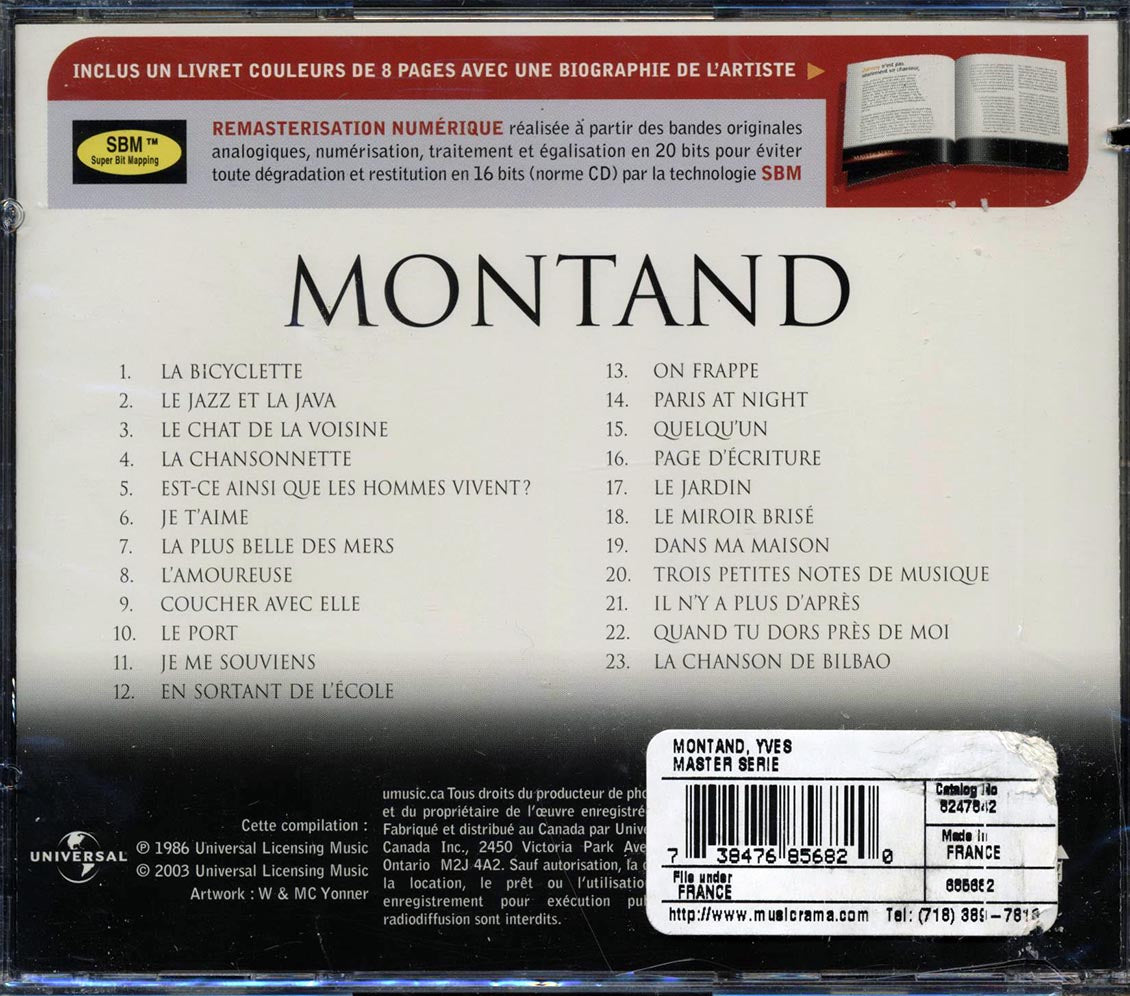 INCLUS UN LIVRET COULEURS DE 8 PAGES AVEC UNE BIOGRAPHIE DE L'ARTISTE
SBM™
Super Bit Mapping
REMASTERISATION NUMÉRIQUE réalisée à partir des bandes originales
analogiques, numérisation, traitement et égalisation en 20 bits pour éviter
toute dégradation et restitution en 16 bits (norme CD) par la technologie SBM
MONTAND
1. LA BICYCLETTE
2. LE JAZZ ET LA JAVA
3. LE CHAT DE LA VOISINE
4. LA CHANSONNETTE
5. EST-CE AINSI QUE LES HOMMES VIVENT?
6. JE T'AIME
7. LA PLUS BELLE DES MERS
8. L'AMOUREUSE
9. COUCHER AVEC ELLE
10. LE PORT
11. JE ME SOUVIENS
12. EN SORTANT DE L'ÉCOLE
13. ON FRAPPE
14. PARIS AT NIGHT
15. QUELQU'UN
16. PAGE D'ÉCRITURE
17. LE JARDIN
18. LE MIROIR BRISÉ
19. DANS MA MAISON
20. TROIS PETITES NOTES DE MUSIQUE
21. IL N'Y A PLUS D'APRÈS
22. QUAND TU DORS PRÈS DE MOI
23. LA CHANSON DE BILBAO
UNIVERSAL
Cette compilation :
℗ 1986 Universal Licensing Music
© 2003 Universal Licensing Music
Artwork : W & MC Yonner
umusic.ca Tous droits du producteur de
et du propriétaire de l'œuvre
Fabriqué et distribué au Canada par
Canada Inc., 2450 Victoria Park
Ontario M2J 4A2. Sauf autorisation, la
la location, le prêt ou
enregistrement pour exécution
radiodiffusion sont interdits.
MONTAND, YVES
MASTER SERIE
7 38476 85682 0
Catalog No
Made in
FRANCE
File under
FRANCE
685682
http://www.musicrama.com Tel: (718)